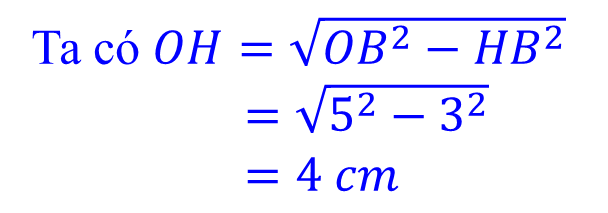 Ta có OH = √(OB² − HB²)
= √(5² − 3²)
= 4 cm